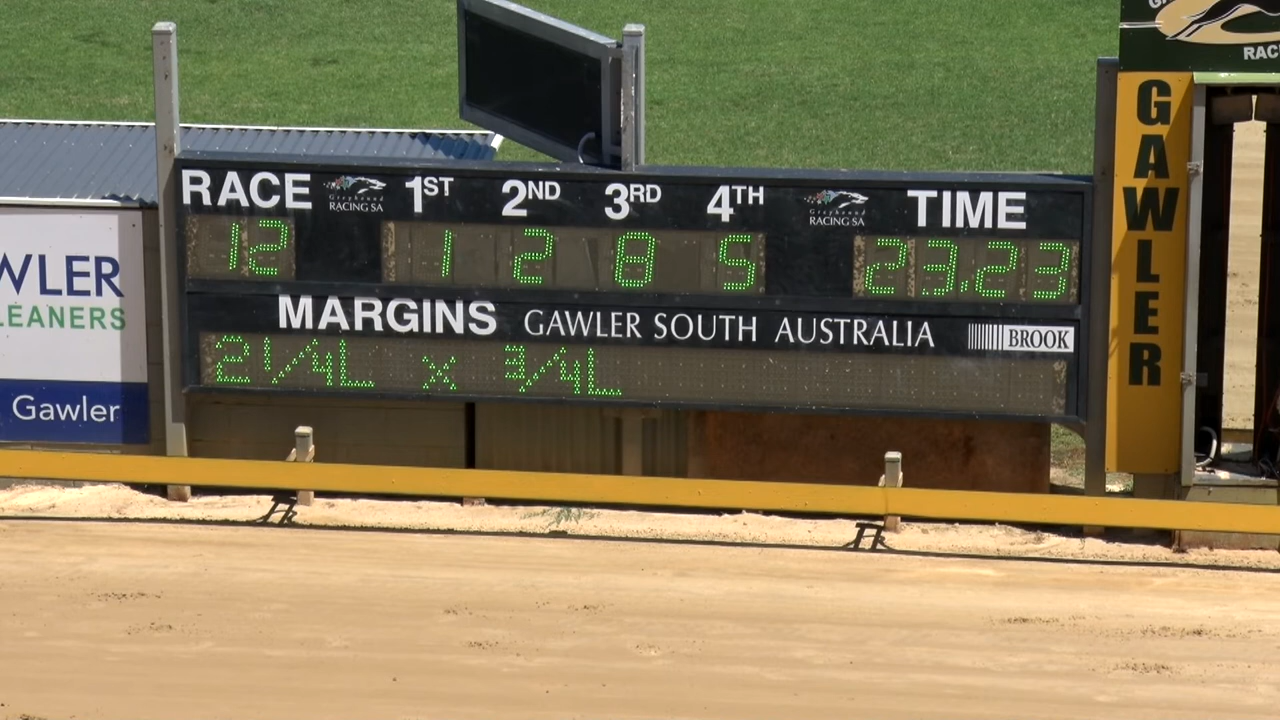 RACE 1ST 2ND 3RD 4TH TIME
Greyhound
RACING SA
Greyhound
RACING SA
12 1 2 8 5 23.23
MARGINS GAWLER SOUTH AUSTRALIA BROOK
2 1/4L x 3/4L
WLER
LEANERS
Gawler
RAC
GAWLER